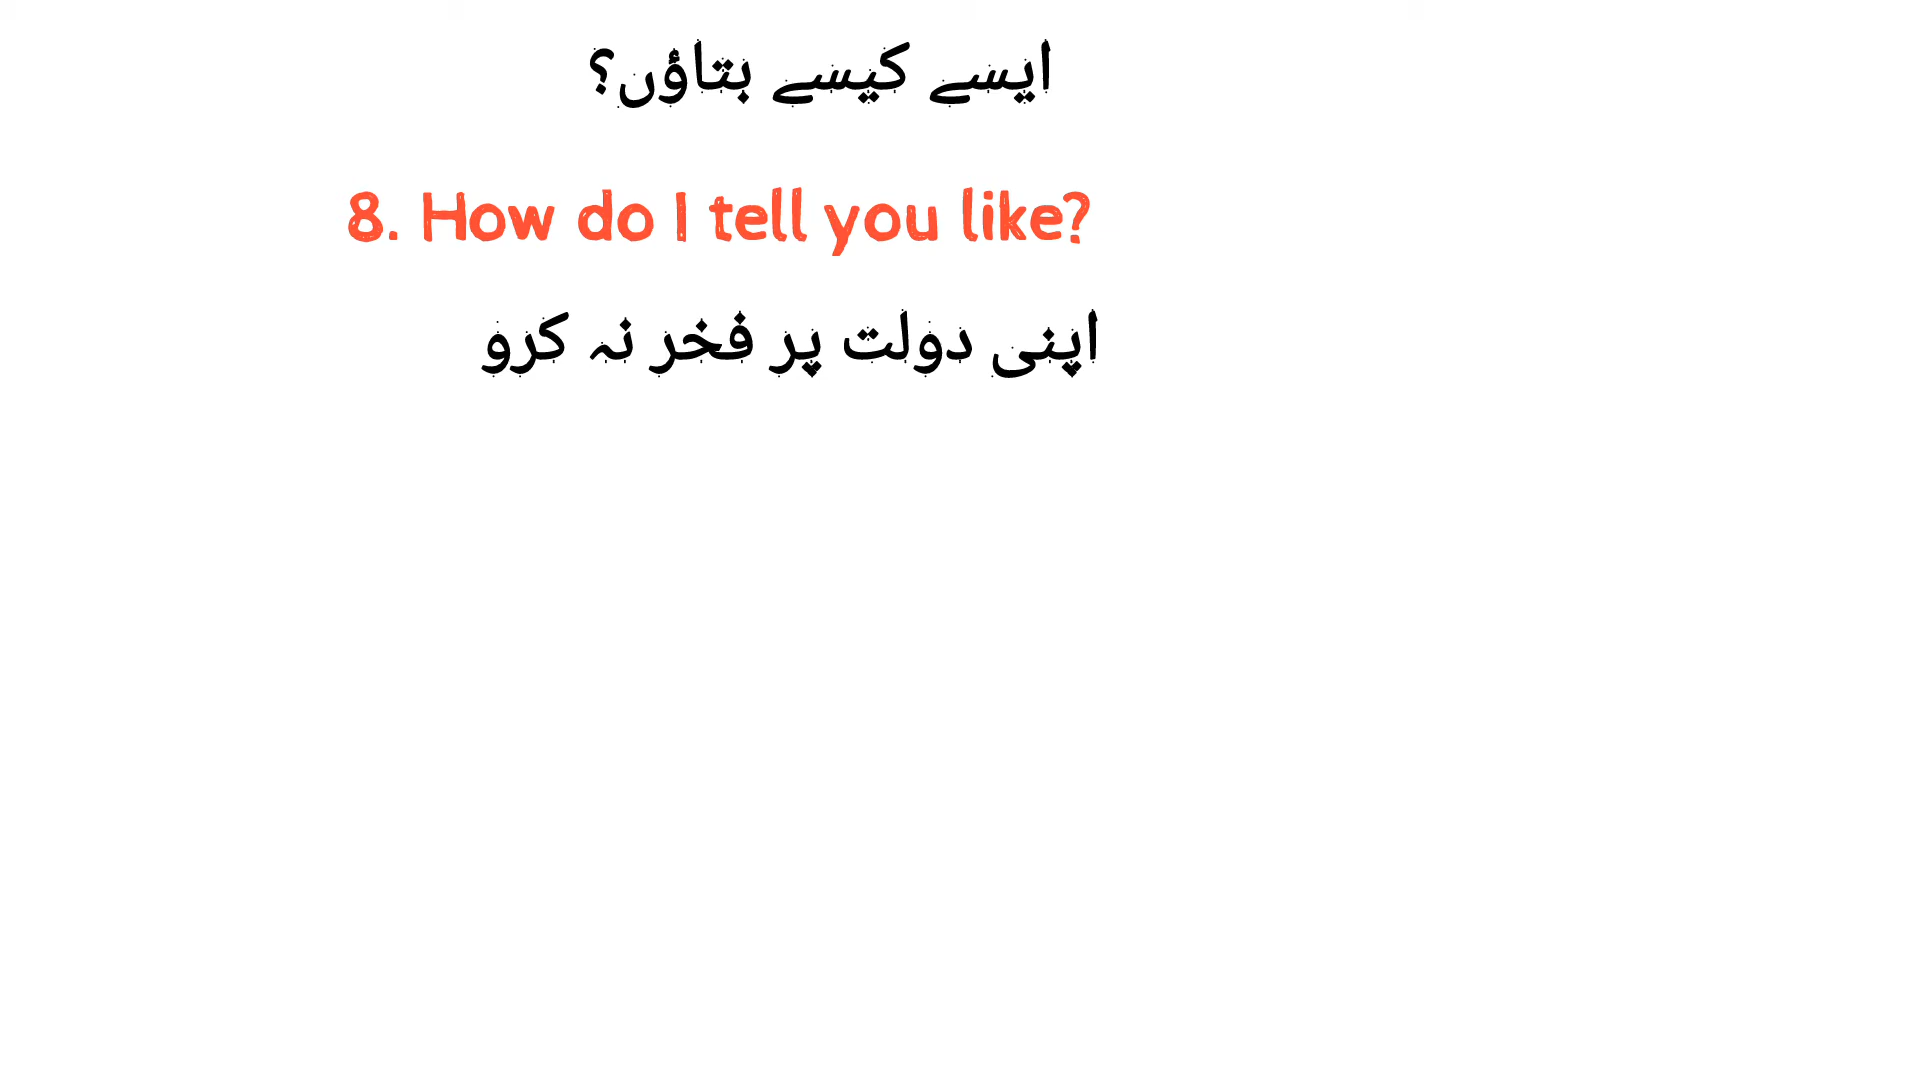 ایسے کیسے بتاؤں؟
8. How do I tell you like?
اپنی دولت پر فخر نہ کرو